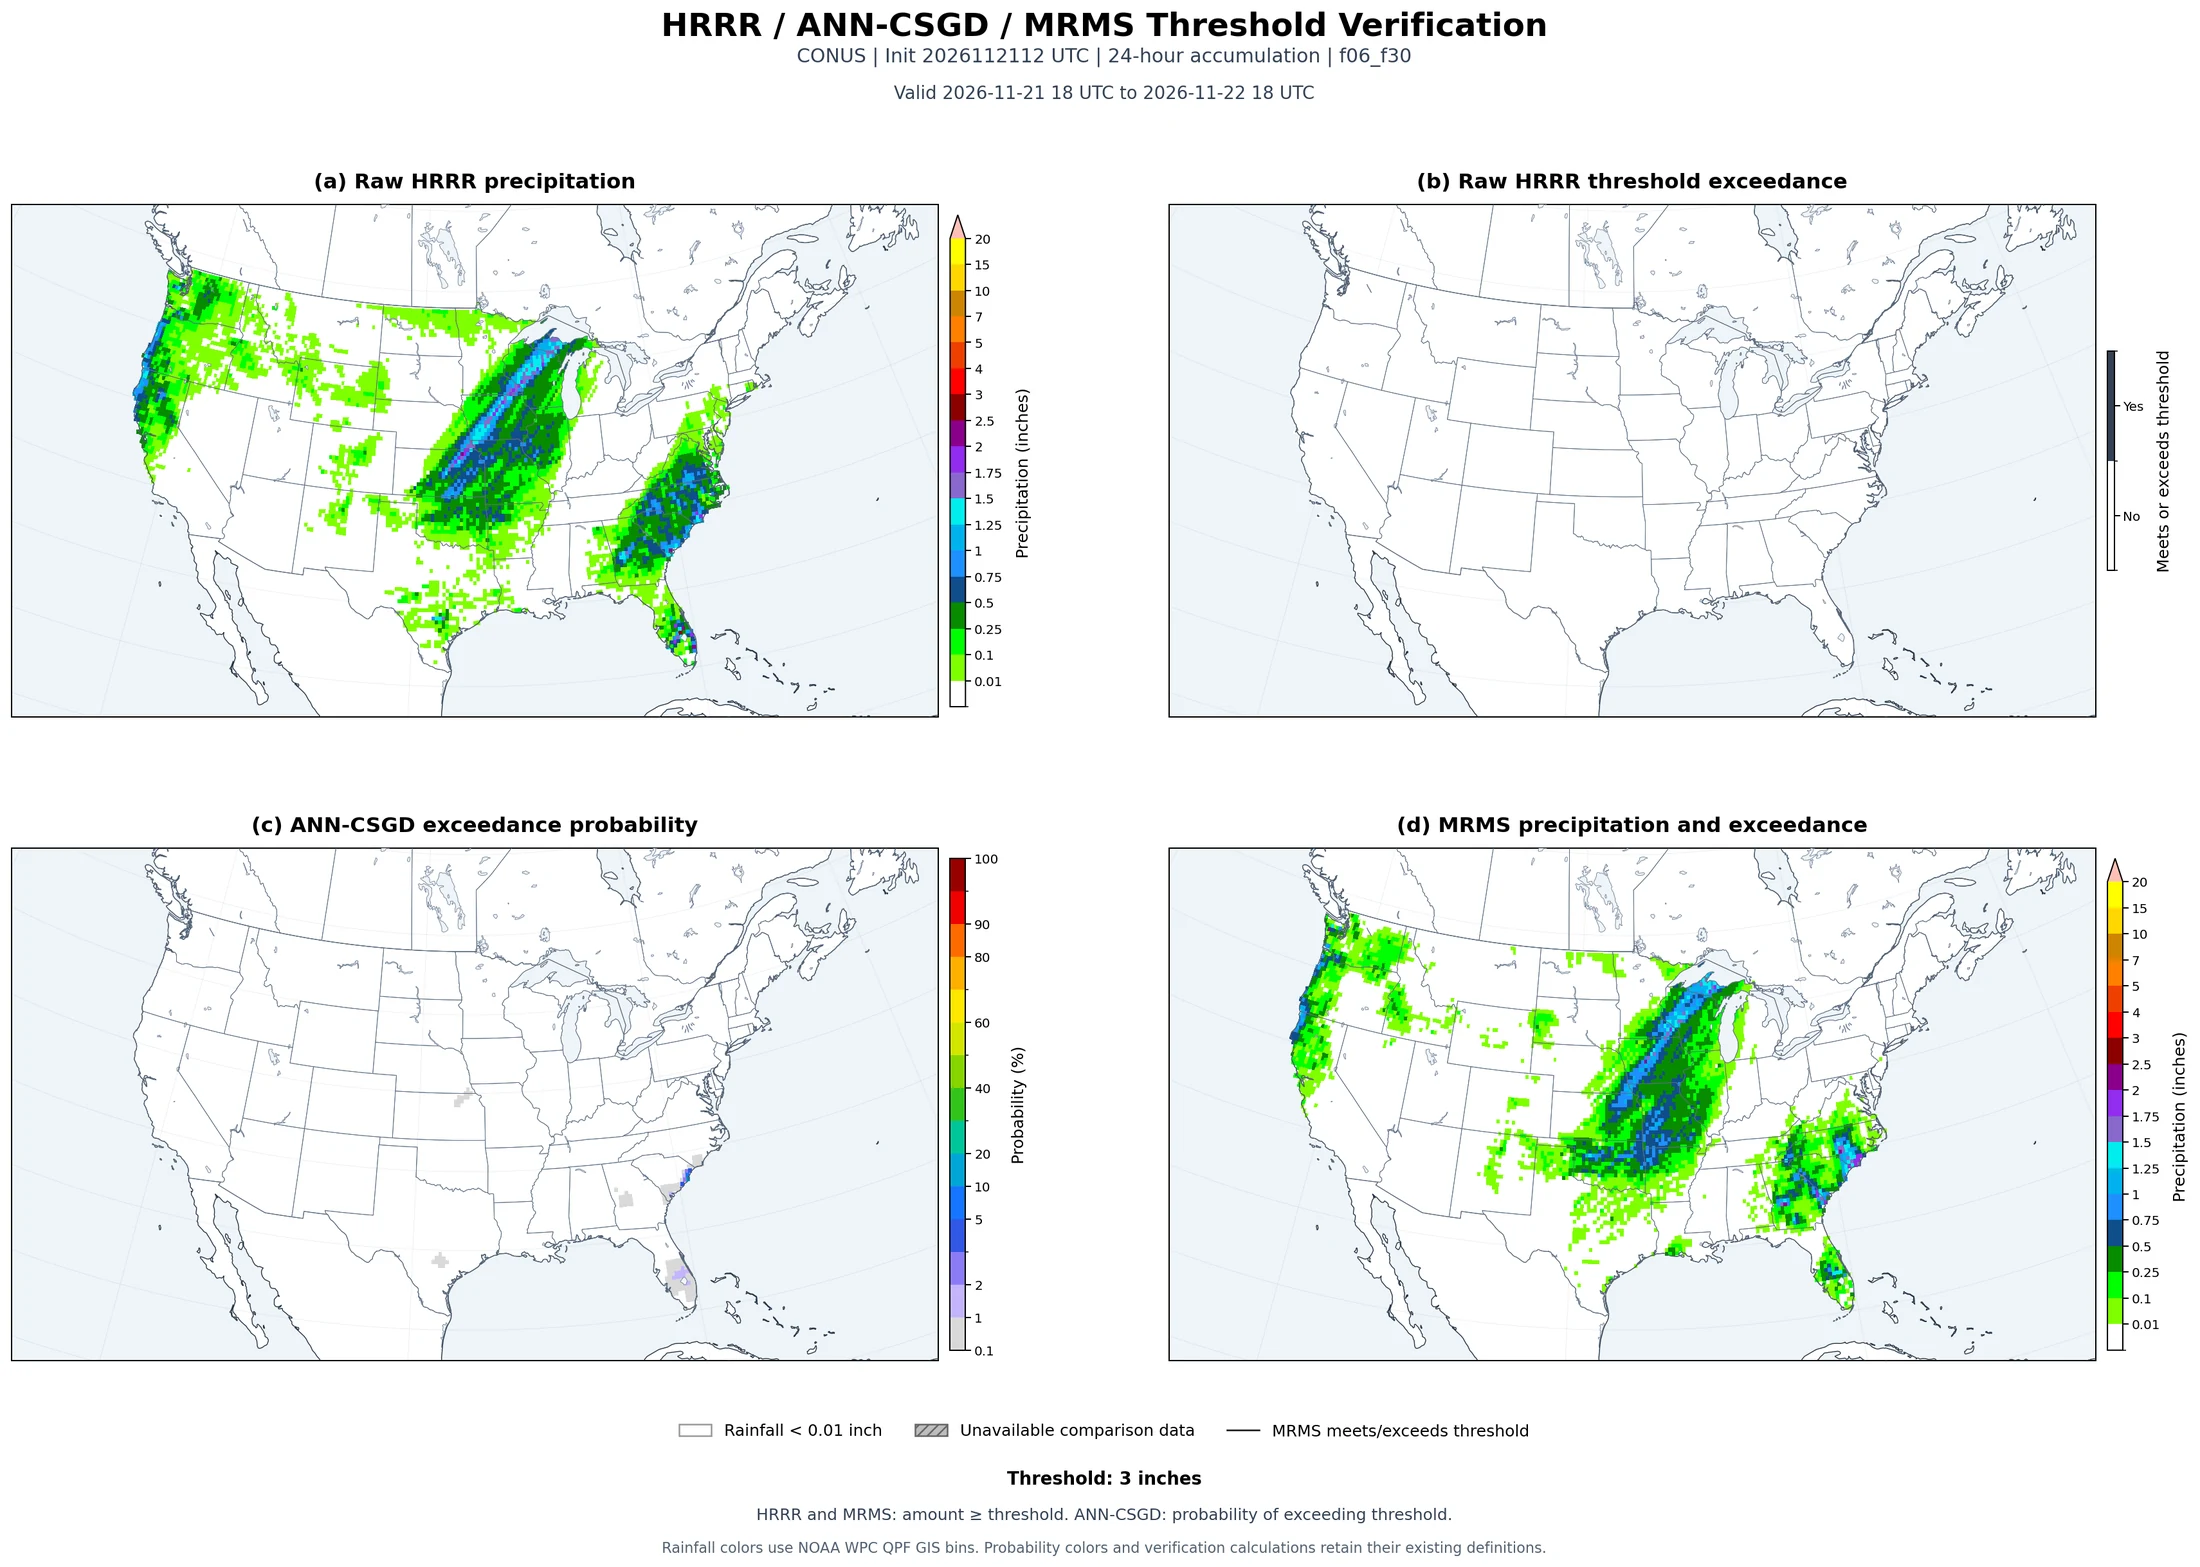 HRRR / ANN-CSGD / MRMS Threshold Verification
CONUS | Init 2026112112 UTC | 24-hour accumulation | f06_f30
Valid 2026-11-21 18 UTC to 2026-11-22 18 UTC
(a) Raw HRRR precipitation
20
15
10
7
5
4
3
2.5
2
1.75
1.5
1.25
1
0.75
0.5
0.25
0.1
0.01
Precipitation (inches)
(b) Raw HRRR threshold exceedance
Yes
No
Meets or exceeds threshold
(c) ANN-CSGD exceedance probability
100
90
80
60
40
20
10
5
2
1
0.1
Probability (%)
(d) MRMS precipitation and exceedance
20
15
10
7
5
4
3
2.5
2
1.75
1.5
1.25
1
0.75
0.5
0.25
0.1
0.01
Precipitation (inches)
Rainfall < 0.01 inch
Unavailable comparison data
MRMS meets/exceeds threshold
Threshold: 3 inches
HRRR and MRMS: amount ≥ threshold. ANN-CSGD: probability of exceeding threshold.
Rainfall colors use NOAA WPC QPF GIS bins. Probability colors and verification calculations retain their existing definitions.